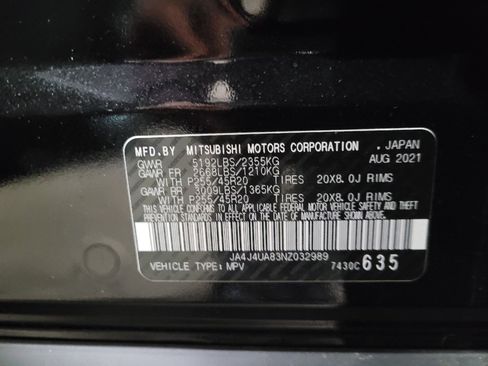 MFD.BY MITSUBISHI MOTORS CORPORATION . JAPAN
GVWR 5192LBS/2355KG AUG 2021
GAWR FR 2668LBS/1210KG
WITH P255/45R20 TIRES 20X8.0J RIMS
GAWR RR 3009LBS/1365KG
WITH P255/45R20 TIRES 20X8.0J RIMS
THIS VEHICLE CONFORMS TO ALL APPLICABLE FEDERAL MOTOR VEHICLE SAFETY AND THEFT
PREVENTION STANDARDS IN EFFECT ON THE DATE OF MANUFACTURE SHOWN ABOVE.
JA4J4UA83NZ032989
VEHICLE TYPE: MPV 7430C 635